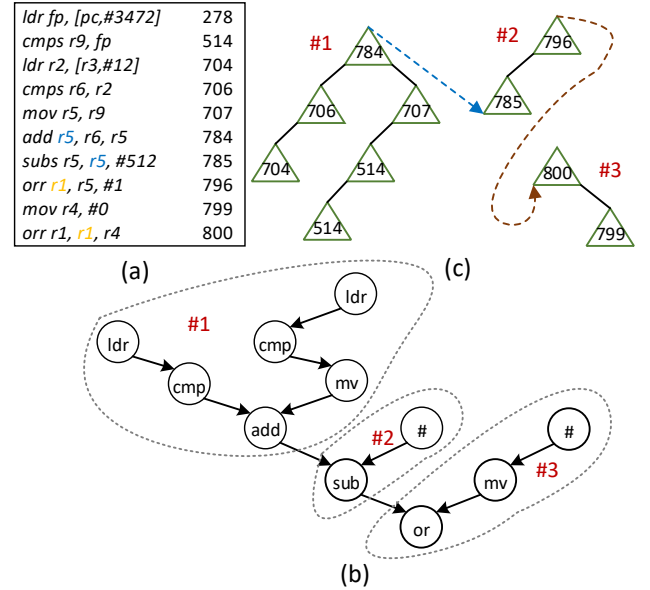 ldr fp, [pc,#3472] 278
cmps r9, fp 514
ldr r2, [r3,#12] 704
cmps r6, r2 706
mov r5, r9 707
add r5, r6, r5 784
subs r5, r5, #512 785
orr r1, r5, #1 796
mov r4, #0 799
orr r1, r1, r4 800
(a)
#1
784
706
707
704
514
514
#2
796
785
800
#3
799
(c)
#1
ldr
ldr
cmp
cmp
mv
add
#2
#
#
sub
mv
#3
or
(b)